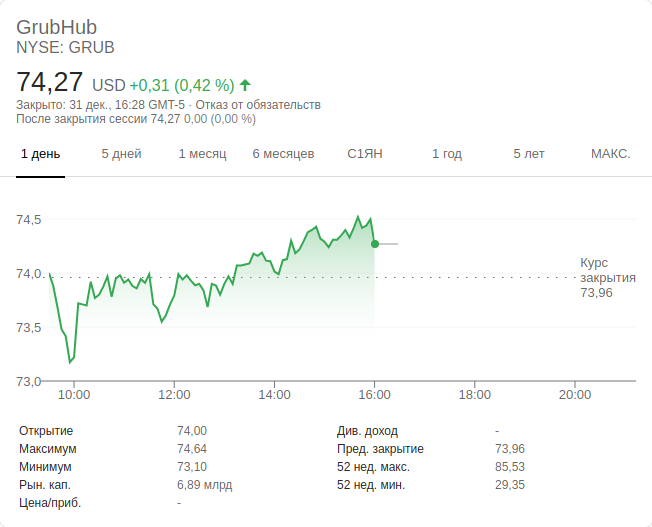 GrubHub
NYSE: GRUB
74,27 USD +0,31 (0,42 %)
Закрыто: 31 дек., 16:28 GMT-5 · Отказ от обязательств
После закрытия сессии 74,27 0,00 (0,00 %)
1 день 5 дней 1 месяц 6 месяцев С1ЯН 1 год 5 лет МАКС.
74,5
74,0
73,5
73,0
Курс
закрытия
73,96
10:00 12:00 14:00 16:00 18:00 20:00
Открытие 74,00 Див. доход -
Максимум 74,64 Пред. закрытие 73,96
Минимум 73,10 52 нед. макс. 85,53
Рын. кап. 6,89 млрд 52 нед. мин. 29,35
Цена/приб. -